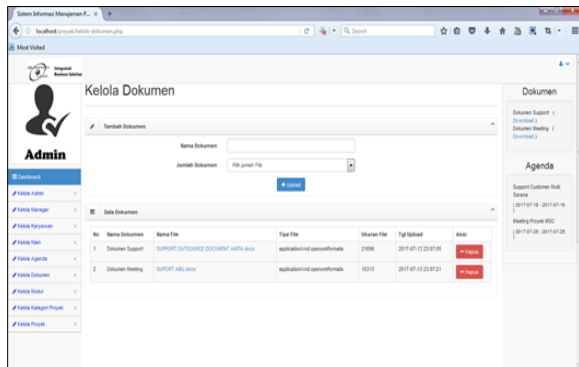 Sistem Informasi Manajemen P...
localhost/proyek/kelola-dokumen.php
Search
Most Visited
Integrated
Business Solution
Admin
Dashboard
Kelola Admin
Kelola Manager
Kelola Karyawan
Kelola Klien
Kelola Agenda
Kelola Dokumen
Kelola Modul
Kelola Kategori Proyek
Kelola Proyek
Kelola Dokumen
Tambah Dokumen
Nama Dokumen
Jumlah Dokumen
Pilih jumlah File
+ Upload
Data Dokumen
No Nama Dokumen Nama File Tipe File Ukuran File Tgl Upload Aksi
1 Dokumen Support SUPPORT OUTSOURCE DOCUMENT ANITA.docx application/vnd.openxmlformats 21099 2017-07-13 23:07:05 Hapus
2 Dokumen Meeting SUPORT ABG.docx application/vnd.openxmlformats 15313 2017-07-13 23:07:21 Hapus
Dokumen
Dokumen Support (
Download )
Dokumen Meeting (
Download )
Agenda
Support Customer Multi
Sarana
( 2017-07-18 - 2017-07-18
)
Meeting Proyek MSC
( 2017-07-25 - 2017-07-28
)